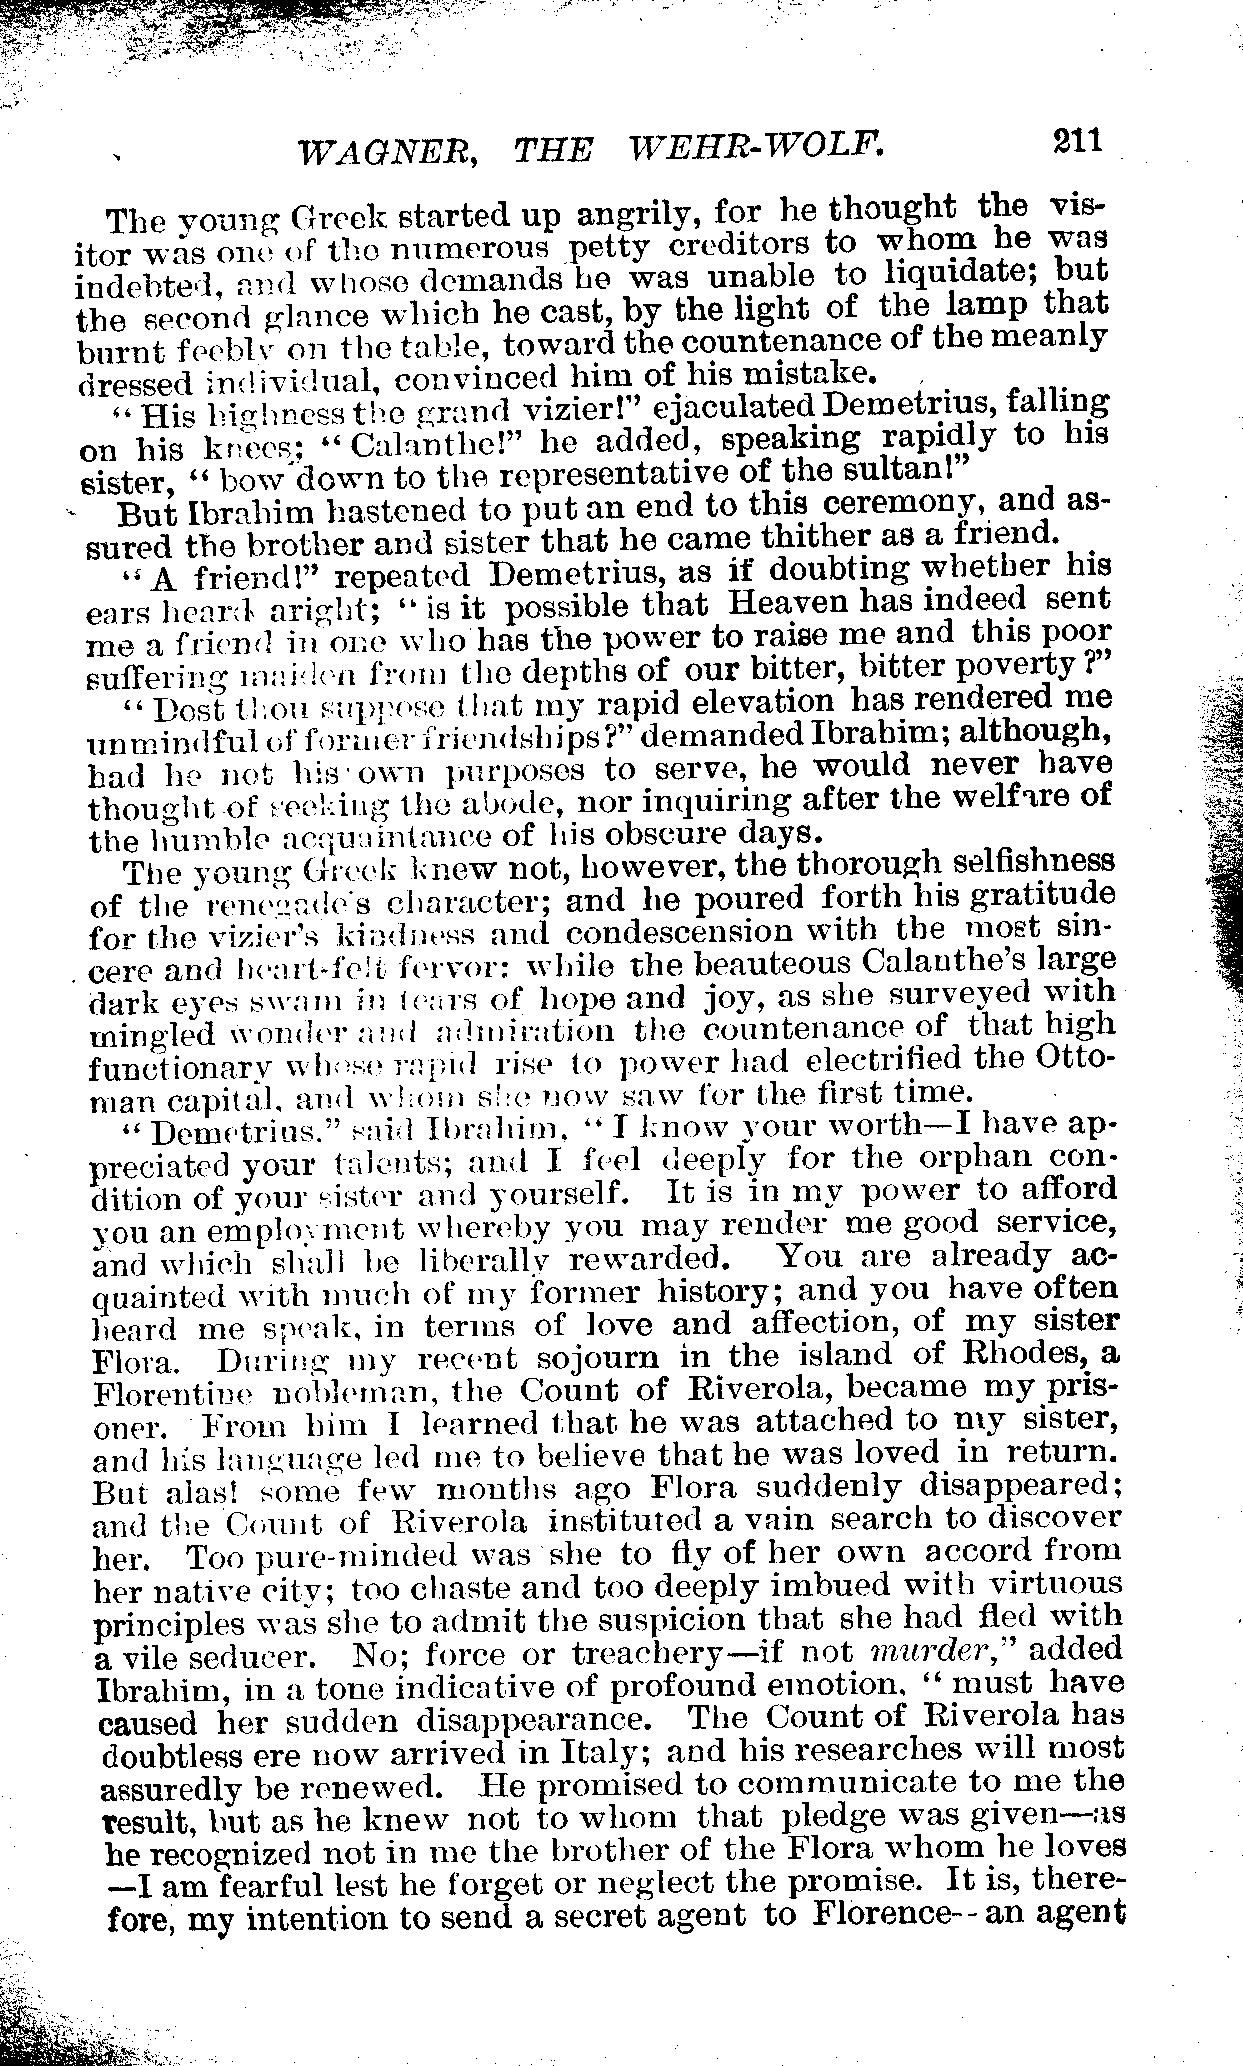 WAGNER, THE WEHR-WOLF. 211
The young Greek started up angrily, for he thought the vis-
itor was one of the numerous petty creditors to whom he was
indebted, and whose demands he was unable to liquidate; but
the second glance which he cast, by the light of the lamp that
burnt feebly on the table, toward the countenance of the meanly
dressed individual, convinced him of his mistake.
“His highness the grand vizier!” ejaculated Demetrius, falling
on his knees; “Calanthe!” he added, speaking rapidly to his
sister, “bow down to the representative of the sultan!”
But Ibrahim hastened to put an end to this ceremony, and as-
sured the brother and sister that he came thither as a friend.
“A friend!” repeated Demetrius, as if doubting whether his
ears heard aright; “is it possible that Heaven has indeed sent
me a friend in one who has the power to raise me and this poor
suffering maiden from the depths of our bitter, bitter poverty?”
“Dost thou suppose that my rapid elevation has rendered me
unmindful of former friendships?” demanded Ibrahim; although,
had he not his own purposes to serve, he would never have
thought of seeking the abode, nor inquiring after the welfare of
the humble acquaintance of his obscure days.
The young Greek knew not, however, the thorough selfishness
of the renegade's character; and he poured forth his gratitude
for the vizier's kindness and condescension with the most sin-
cere and heart-felt fervor: while the beauteous Calanthe's large
dark eyes swam in tears of hope and joy, as she surveyed with
mingled wonder and admiration the countenance of that high
functionary whose rapid rise to power had electrified the Otto-
man capital, and whom she now saw for the first time.
“Demetrius.” said Ibrahim, “I know your worth—I have ap-
preciated your talents; and I feel deeply for the orphan con-
dition of your sister and yourself. It is in my power to afford
you an employment whereby you may render me good service,
and which shall be liberally rewarded. You are already ac-
quainted with much of my former history; and you have often
heard me speak, in terms of love and affection, of my sister
Flora. During my recent sojourn in the island of Rhodes, a
Florentine nobleman, the Count of Riverola, became my pris-
oner. From him I learned that he was attached to my sister,
and his language led me to believe that he was loved in return.
But alas! some few months ago Flora suddenly disappeared;
and the Count of Riverola instituted a vain search to discover
her. Too pure-minded was she to fly of her own accord from
her native city; too chaste and too deeply imbued with virtuous
principles was she to admit the suspicion that she had fled with
a vile seducer. No; force or treachery—if not murder,” added
Ibrahim, in a tone indicative of profound emotion, “must have
caused her sudden disappearance. The Count of Riverola has
doubtless ere now arrived in Italy; and his researches will most
assuredly be renewed. He promised to communicate to me the
result, but as he knew not to whom that pledge was given—as
he recognized not in me the brother of the Flora whom he loves
—I am fearful lest he forget or neglect the promise. It is, there-
fore, my intention to send a secret agent to Florence--an agent